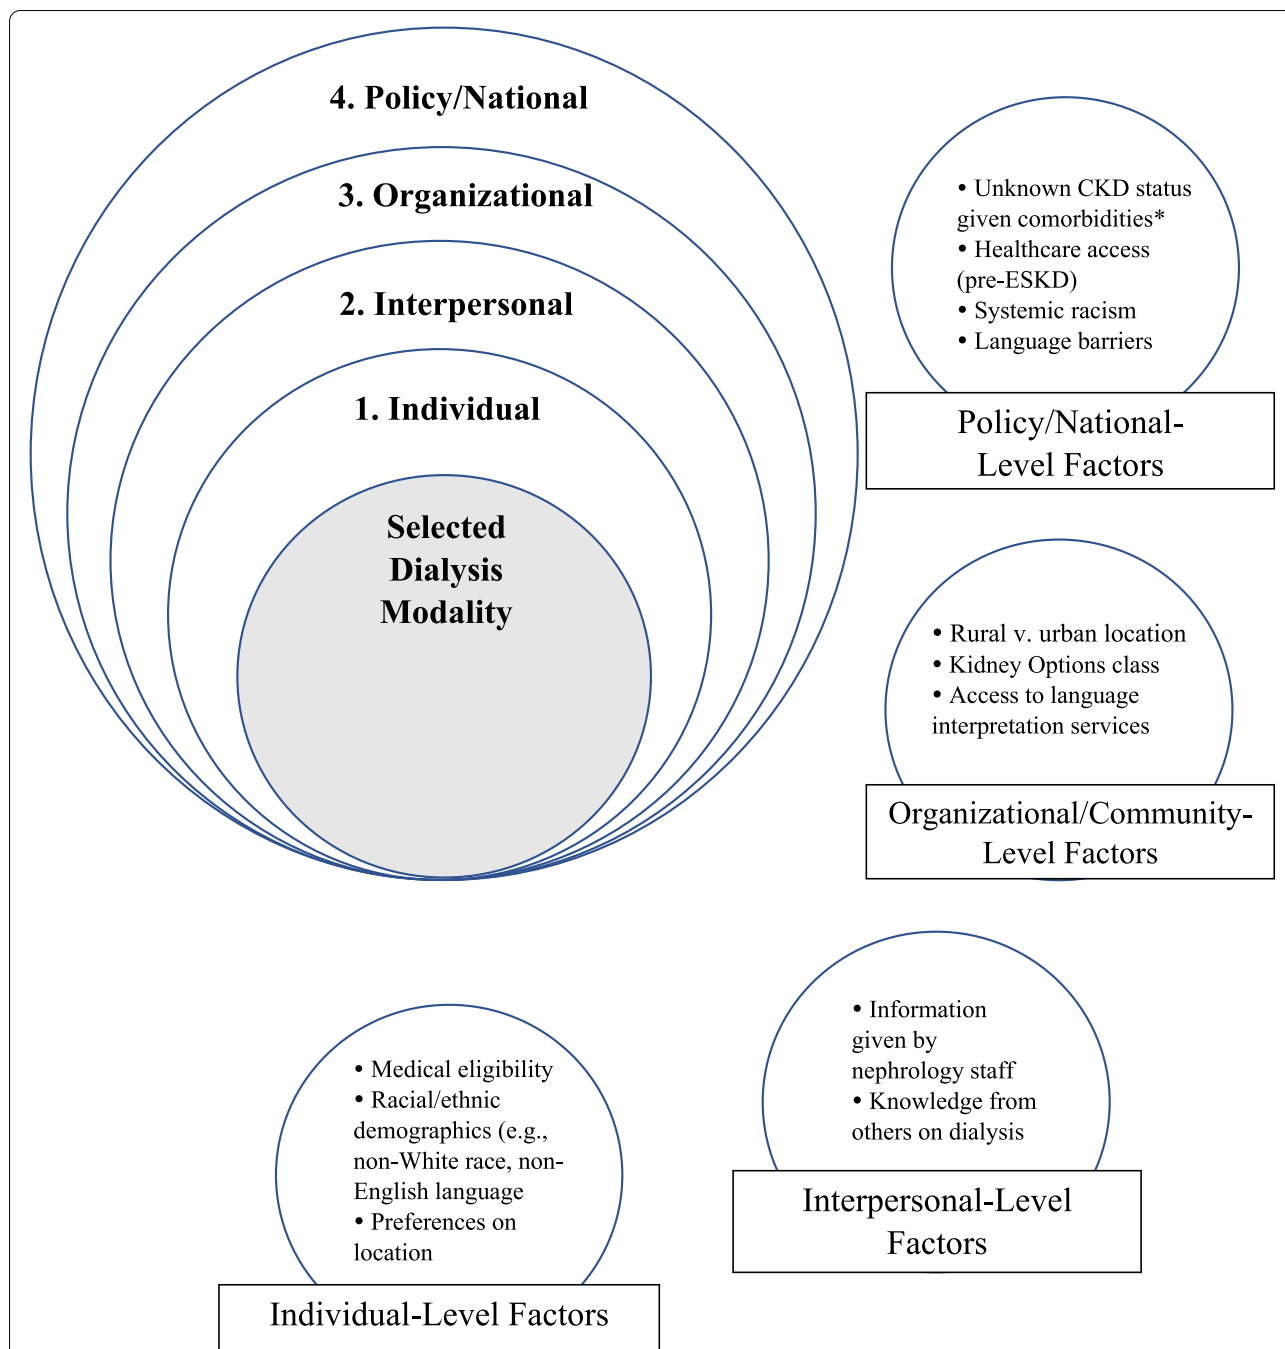 4. Policy/National
3. Organizational
2. Interpersonal
1. Individual
Selected
Dialysis
Modality
• Unknown CKD status
given comorbidities*
• Healthcare access
(pre-ESKD)
• Systemic racism
• Language barriers
Policy/National-
Level Factors
• Rural v. urban location
• Kidney Options class
• Access to language
interpretation services
Organizational/Community-
Level Factors
• Information
given by
nephrology staff
• Knowledge from
others on dialysis
Interpersonal-Level
Factors
• Medical eligibility
• Racial/ethnic
demographics (e.g.,
non-White race, non-
English language
• Preferences on
location
Individual-Level Factors